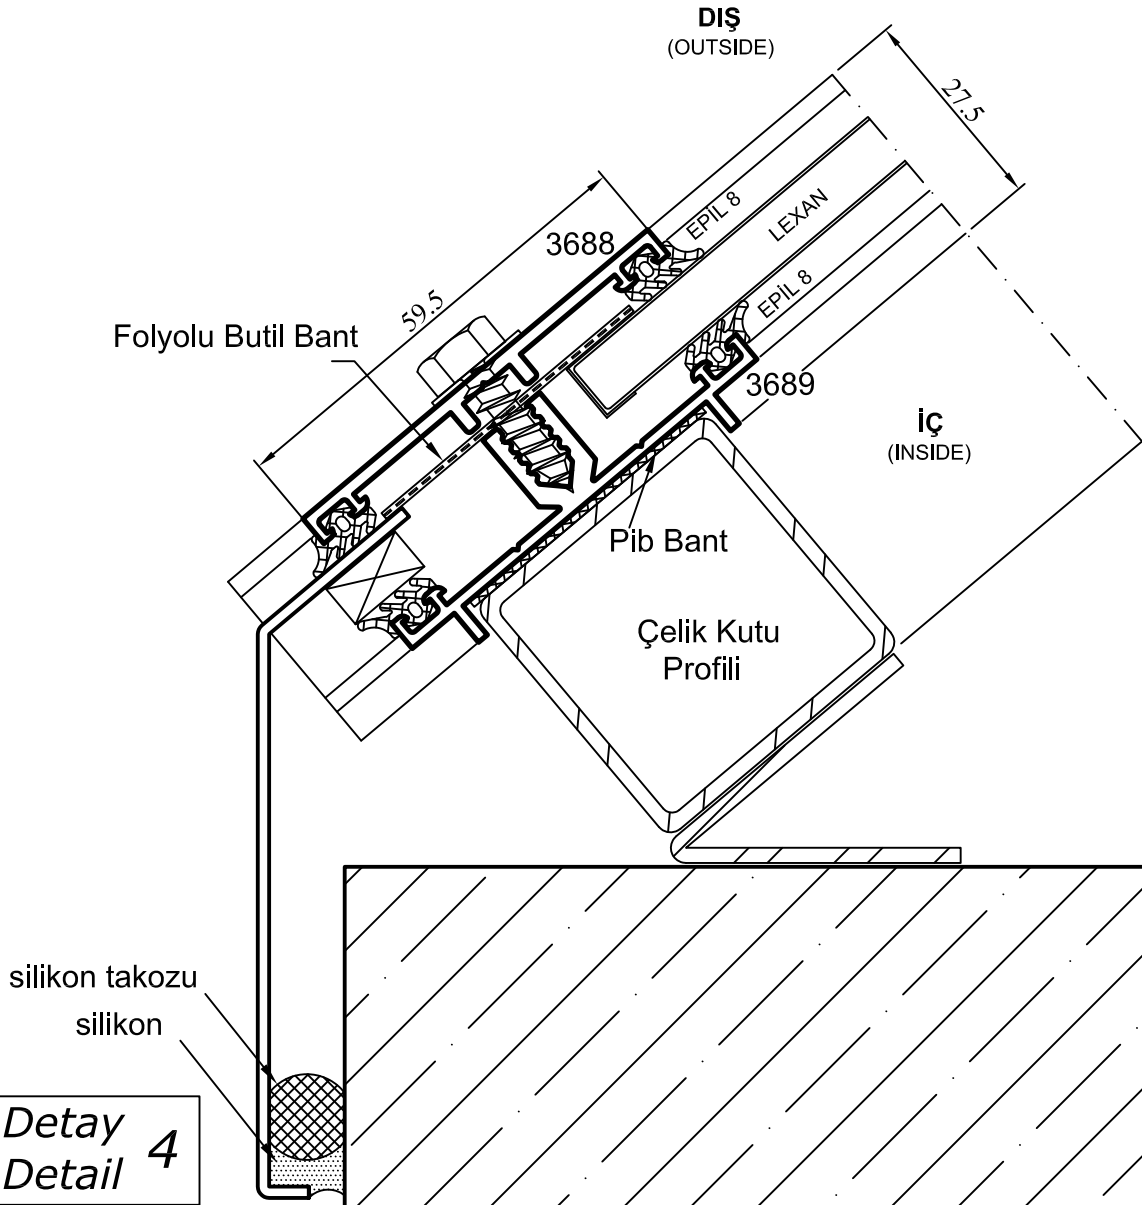 DIŞ
(OUTSIDE)
27.5
EPİL 8
LEXAN
3688
EPİL 8
59.5
Folyolu Butil Bant
3689
İÇ
(INSIDE)
Pib Bant
Çelik Kutu
Profili
silikon takozu
silikon
Detay
Detail
4